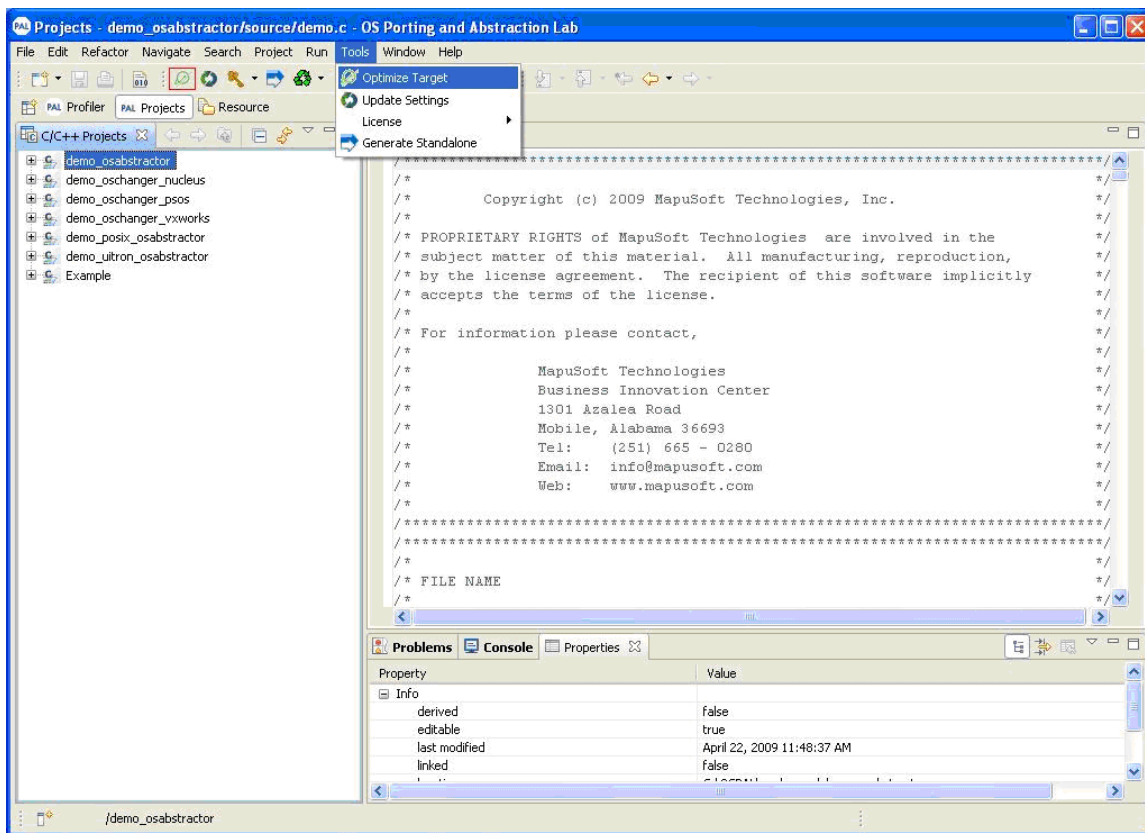 PAL Projects - demo_osabstractor/source/demo.c - OS Porting and Abstraction Lab
File Edit Refactor Navigate Search Project Run Tools Window Help
Optimize Target
Update Settings
License
Generate Standalone
010
PAL Profiler PAL Projects Resource
C/C++ Projects
demo_osabstractor
demo_oschanger_nucleus
demo_oschanger_psos
demo_oschanger_vxworks
demo_posix_osabstractor
demo_uitron_osabstractor
Example
/******************************************************************************/
/* */
/* Copyright (c) 2009 MapuSoft Technologies, Inc. */
/* */
/* PROPRIETARY RIGHTS of MapuSoft Technologies are involved in the */
/* subject matter of this material. All manufacturing, reproduction, */
/* by the license agreement. The recipient of this software implicitly */
/* accepts the terms of the license. */
/* */
/* For information please contact, */
/* */
/* MapuSoft Technologies */
/* Business Innovation Center */
/* 1301 Azalea Road */
/* Mobile, Alabama 36693 */
/* Tel: (251) 665 - 0280 */
/* Email: info@mapusoft.com */
/* Web: www.mapusoft.com */
/* */
/******************************************************************************/
/******************************************************************************/
/* */
/* FILE NAME */
/* */
Problems Console Properties
Property Value
Info
derived false
editable true
last modified April 22, 2009 11:48:37 AM
linked false
/demo_osabstractor